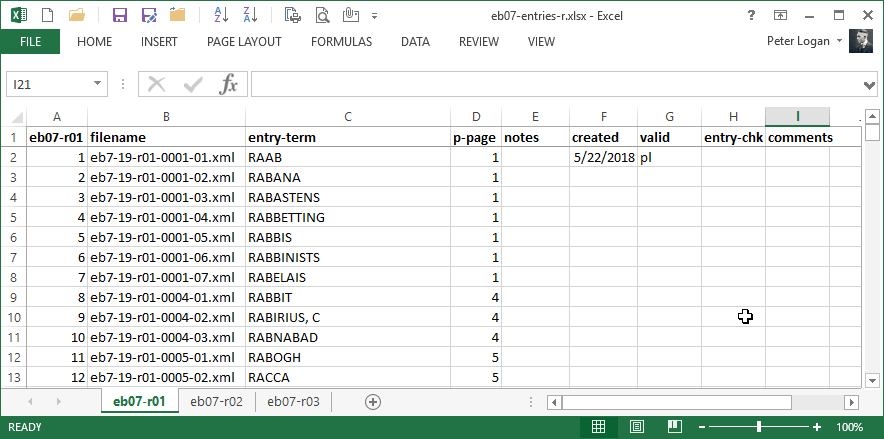 eb07-entries-r.xlsx - Excel
FILE HOME INSERT PAGE LAYOUT FORMULAS DATA REVIEW VIEW Peter Logan
I21 fx
A B C D E F G H I
1 eb07-r01 filename entry-term p-page notes created valid entry-chk comments
2 1 eb7-19-r01-0001-01.xml RAAB 1 5/22/2018 pl
3 2 eb7-19-r01-0001-02.xml RABANA 1
4 3 eb7-19-r01-0001-03.xml RABASTENS 1
5 4 eb7-19-r01-0001-04.xml RABBETTING 1
6 5 eb7-19-r01-0001-05.xml RABBIS 1
7 6 eb7-19-r01-0001-06.xml RABBINISTS 1
8 7 eb7-19-r01-0001-07.xml RABELAIS 1
9 8 eb7-19-r01-0004-01.xml RABBIT 4
10 9 eb7-19-r01-0004-02.xml RABIRIUS, C 4
11 10 eb7-19-r01-0004-03.xml RABNABAD 4
12 11 eb7-19-r01-0005-01.xml RABOGH 5
13 12 eb7-19-r01-0005-02.xml RACCA 5
eb07-r01 eb07-r02 eb07-r03
READY 100%